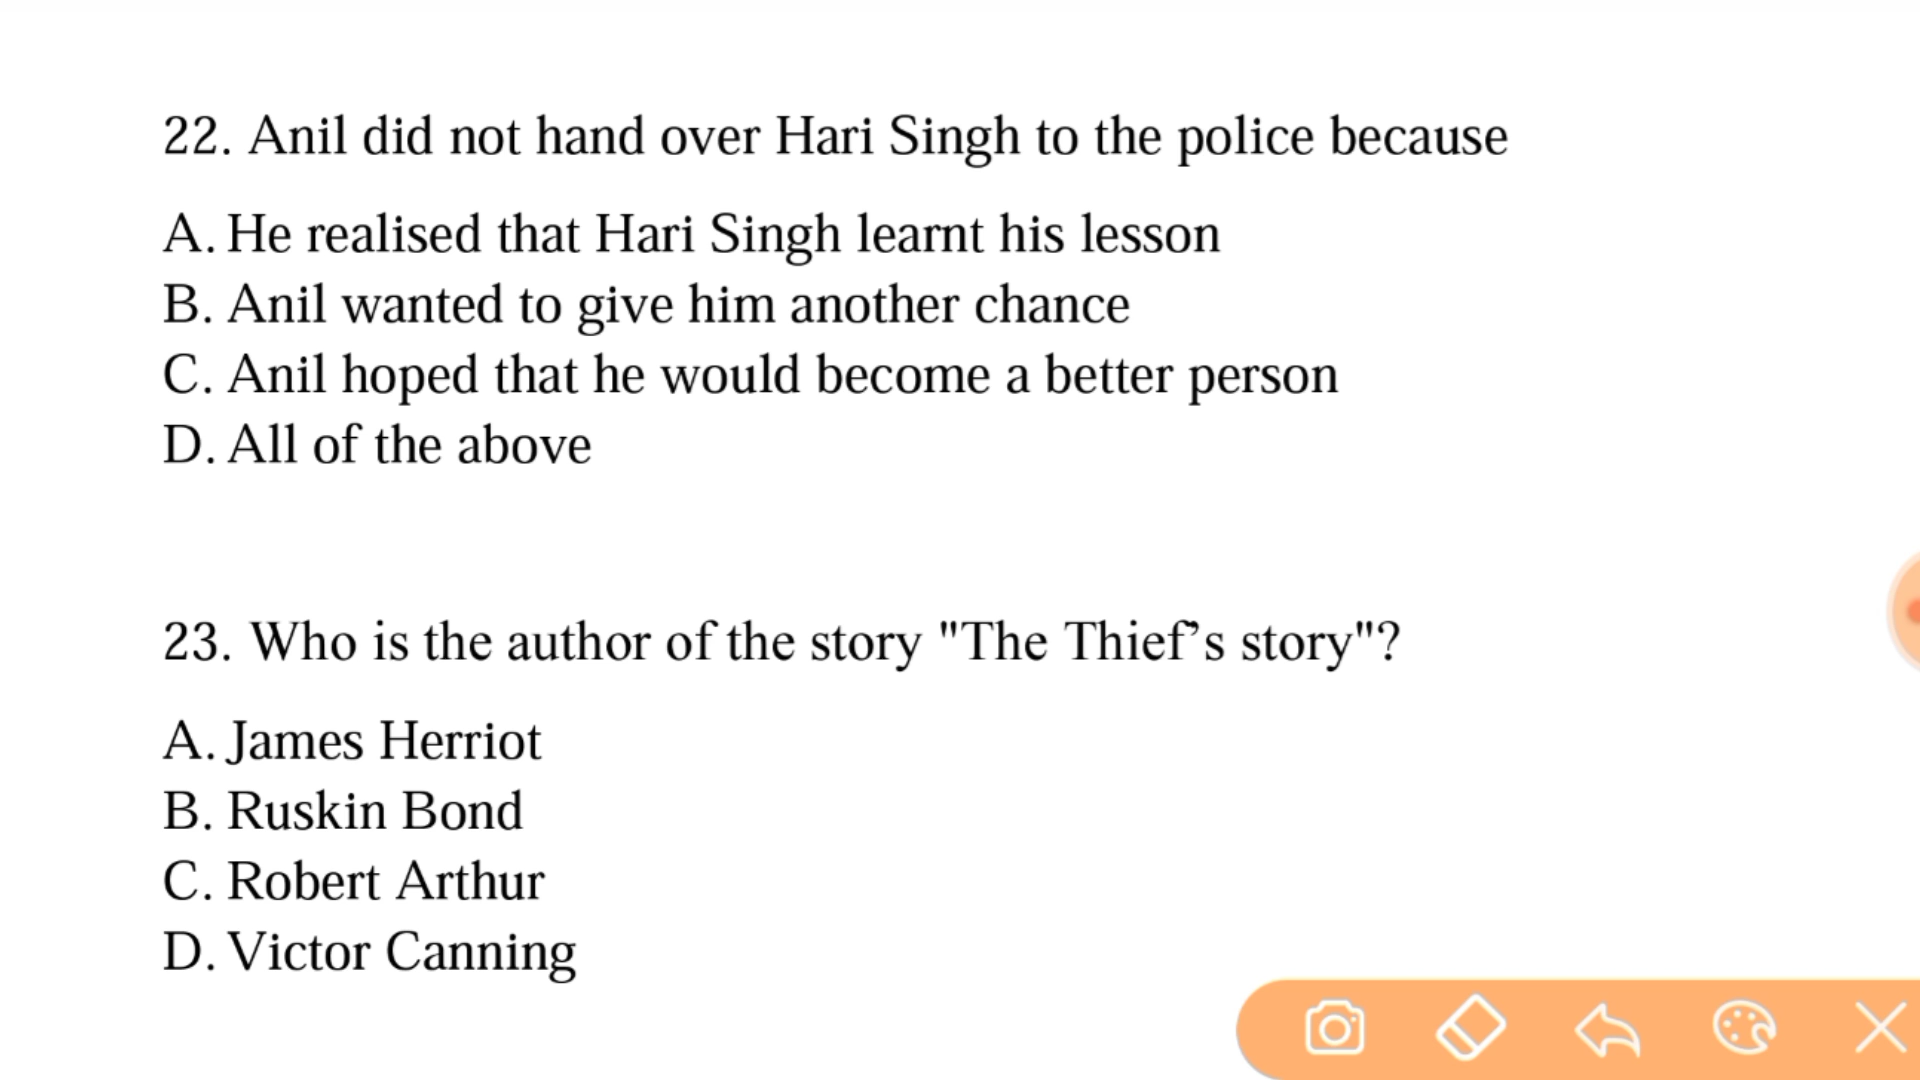 22. Anil did not hand over Hari Singh to the police because
A. He realised that Hari Singh learnt his lesson
B. Anil wanted to give him another chance
C. Anil hoped that he would become a better person
D. All of the above
23. Who is the author of the story "The Thief’s story"?
A. James Herriot
B. Ruskin Bond
C. Robert Arthur
D. Victor Canning